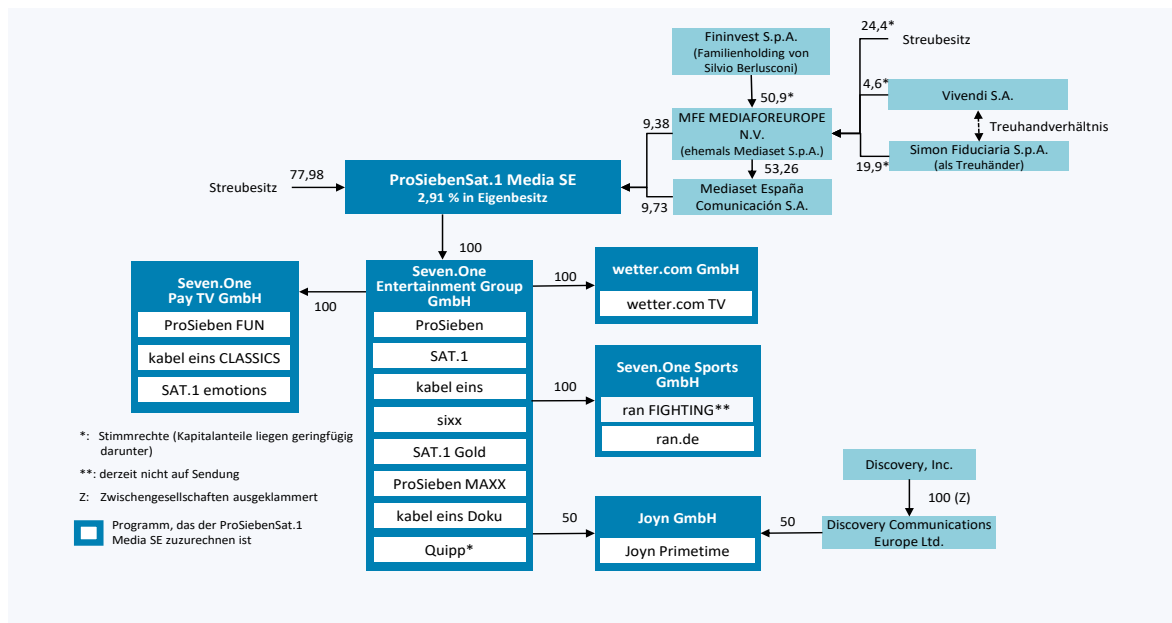 Fininvest S.p.A.
(Familienholding von
Silvio Berlusconi)
24,4*
Streubesitz
50,9*
4,6*
Vivendi S.A.
MFE MEDIAFOREUROPE
N.V.
(ehemals Mediaset S.p.A.)
9,38
Treuhandverhältnis
Simon Fiduciaria S.p.A.
(als Treuhänder)
19,9*
53,26
Mediaset España
Comunicación S.A.
9,73
Streubesitz
77,98
ProSiebenSat.1 Media SE
2,91 % in Eigenbesitz
100
Seven.One
Pay TV GmbH
ProSieben FUN
kabel eins CLASSICS
SAT.1 emotions
100
Seven.One
Entertainment Group
GmbH
ProSieben
SAT.1
kabel eins
sixx
SAT.1 Gold
ProSieben MAXX
kabel eins Doku
Quipp*
100
wetter.com GmbH
wetter.com TV
100
Seven.One Sports
GmbH
ran FIGHTING**
ran.de
50
Joyn GmbH
Joyn Primetime
50
Discovery, Inc.
100 (Z)
Discovery Communications
Europe Ltd.
*: Stimmrechte (Kapitalanteile liegen geringfügig
darunter)
**: derzeit nicht auf Sendung
Z: Zwischengesellschaften ausgeklammert
Programm, das der ProSiebenSat.1
Media SE zuzurechnen ist